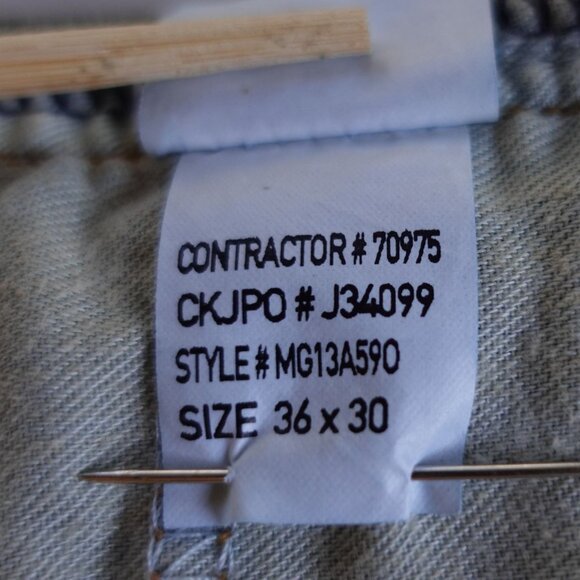 CONTRACTOR # 70975
CKJPO # J34099
STYLE # MG13A590
SIZE 36 x 30